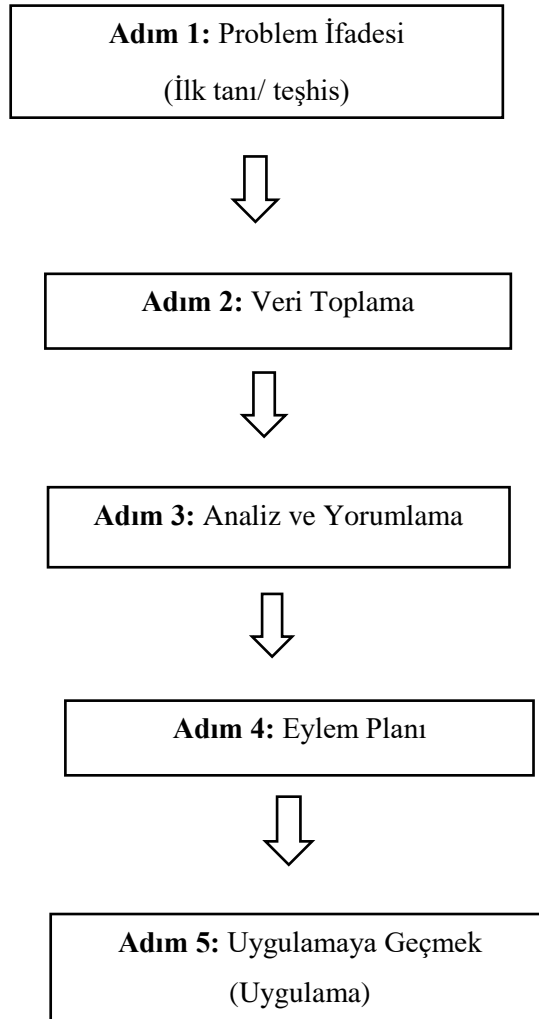 Adım 1: Problem İfadesi
(İlk tanı/ teşhis)
Adım 2: Veri Toplama
Adım 3: Analiz ve Yorumlama
Adım 4: Eylem Planı
Adım 5: Uygulamaya Geçmek
(Uygulama)